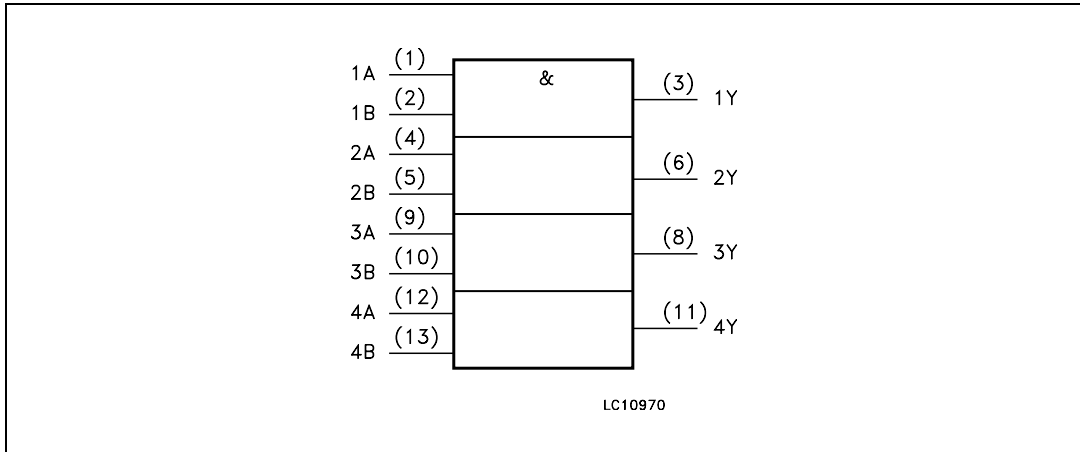 1A (1) & (3) 1Y
1B (2)
2A (4) (6) 2Y
2B (5)
3A (9) (8) 3Y
3B (10)
4A (12) (11) 4Y
4B (13)
LC10970